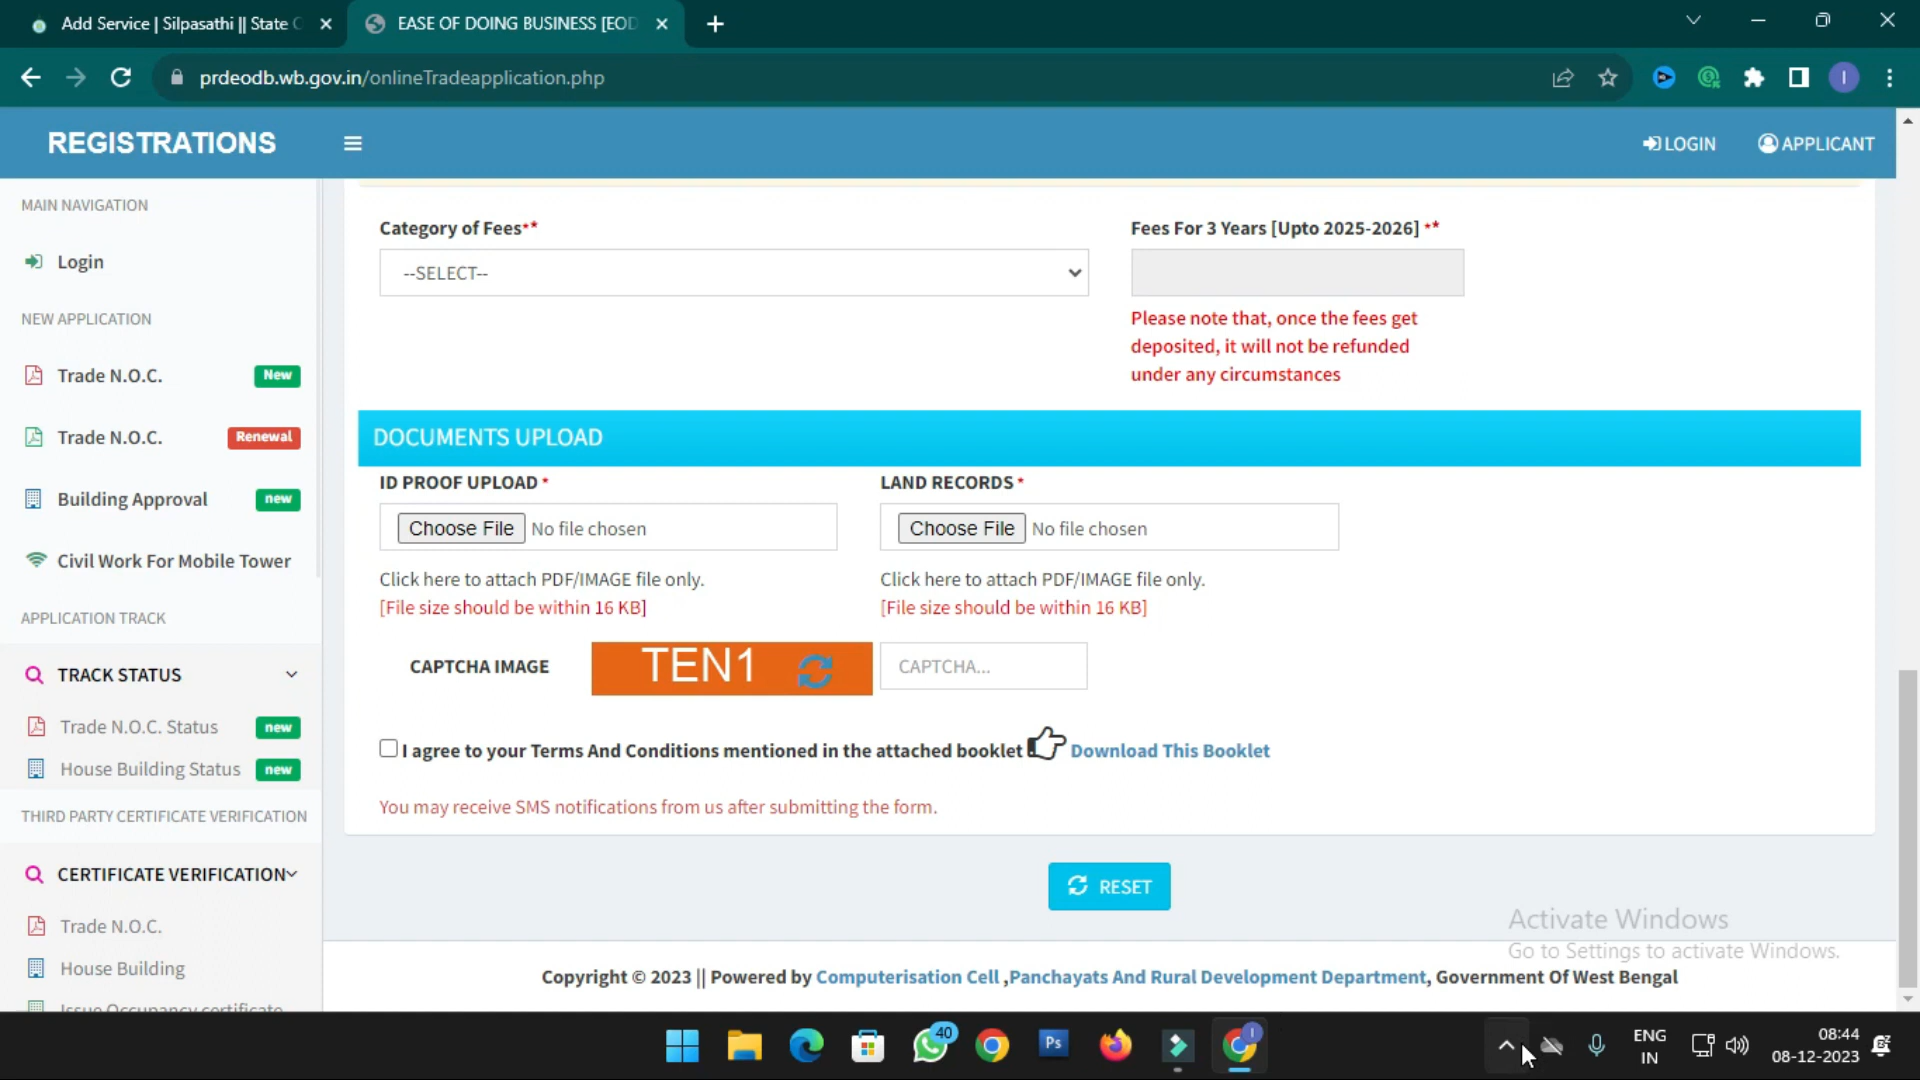 Add Service | Silpasathi || State
EASE OF DOING BUSINESS [EOD
prdeodb.wb.gov.in/onlineTradeapplication.php
I
REGISTRATIONS
LOGIN
APPLICANT
MAIN NAVIGATION
Login
NEW APPLICATION
Trade N.O.C. New
Trade N.O.C. Renewal
Building Approval new
Civil Work For Mobile Tower
APPLICATION TRACK
TRACK STATUS
Trade N.O.C. Status new
House Building Status new
THIRD PARTY CERTIFICATE VERIFICATION
CERTIFICATE VERIFICATION
Trade N.O.C.
House Building
Issue Occupancy certificate
Category of Fees**
--SELECT--
Fees For 3 Years [Upto 2025-2026] **
Please note that, once the fees get
deposited, it will not be refunded
under any circumstances
DOCUMENTS UPLOAD
ID PROOF UPLOAD *
Choose File No file chosen
Click here to attach PDF/IMAGE file only.
[File size should be within 16 KB]
LAND RECORDS *
Choose File No file chosen
Click here to attach PDF/IMAGE file only.
[File size should be within 16 KB]
CAPTCHA IMAGE
TEN1
CAPTCHA...
I agree to your Terms And Conditions mentioned in the attached booklet Download This Booklet
You may receive SMS notifications from us after submitting the form.
RESET
Activate Windows
Go to Settings to activate Windows.
Copyright © 2023 || Powered by Computerisation Cell ,Panchayats And Rural Development Department, Government Of West Bengal
40
Ps
I
ENG
IN
08:44
08-12-2023